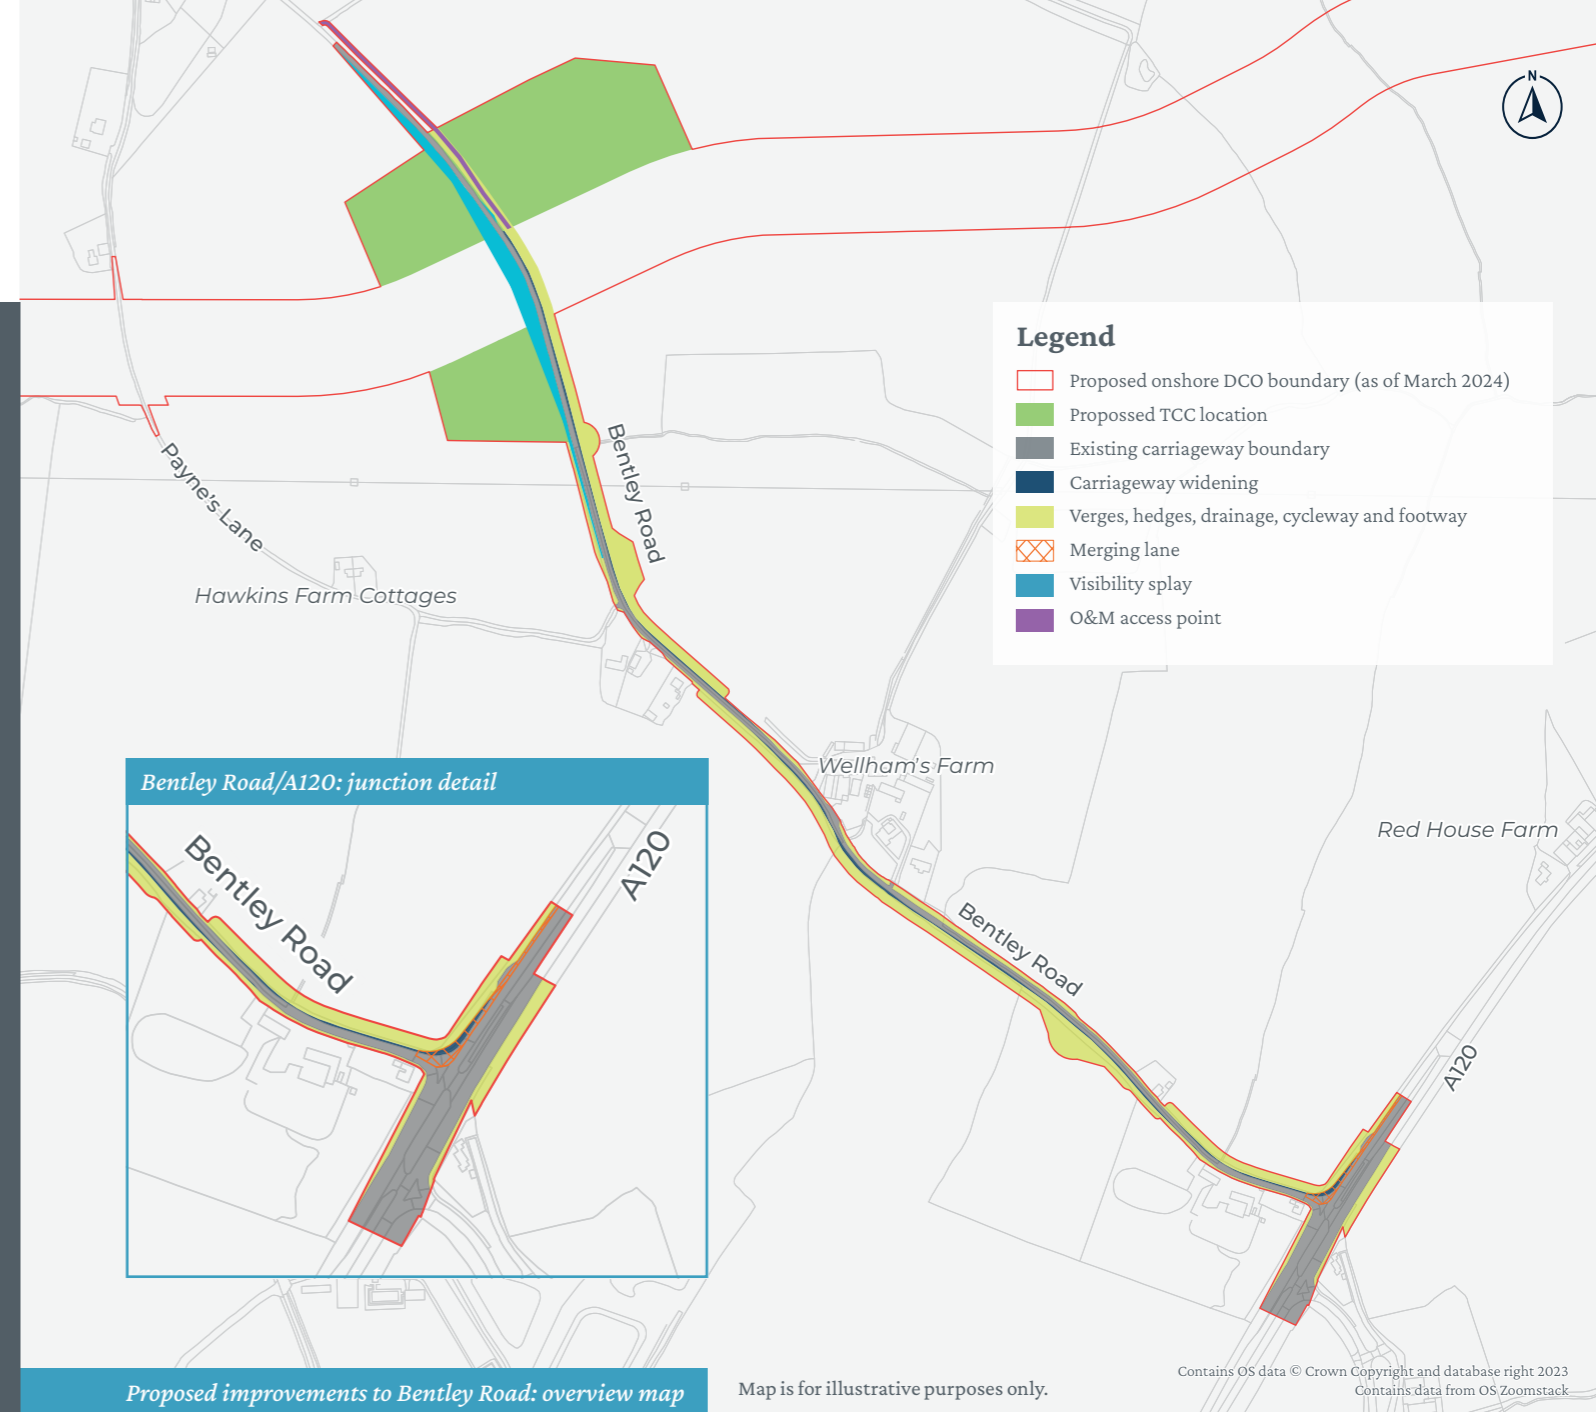 N
Legend
Proposed onshore DCO boundary (as of March 2024)
Propossed TCC location
Existing carriageway boundary
Carriageway widening
Verges, hedges, drainage, cycleway and footway
Merging lane
Visibility splay
O&M access point
Bentley Road
Payne's Lane
Hawkins Farm Cottages
Wellham's Farm
Red House Farm
Bentley Road
A120
Bentley Road/A120: junction detail
Bentley Road
A120
Proposed improvements to Bentley Road: overview map
Map is for illustrative purposes only.
Contains OS data © Crown Copyright and database right 2023
Contains data from OS Zoomstack